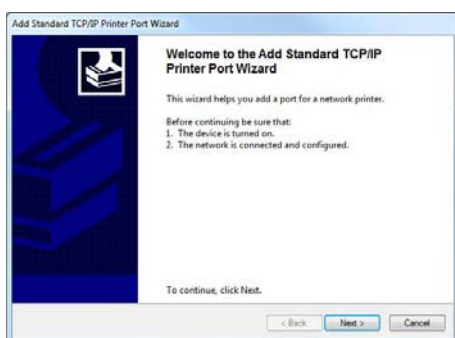 Add Standard TCP/IP Printer Port Wizard
Welcome to the Add Standard TCP/IP
Printer Port Wizard
This wizard helps you add a port for a network printer.
Before continuing be sure that:
1. The device is turned on.
2. The network is connected and configured.
To continue, click Next.
< Back
Next >
Cancel